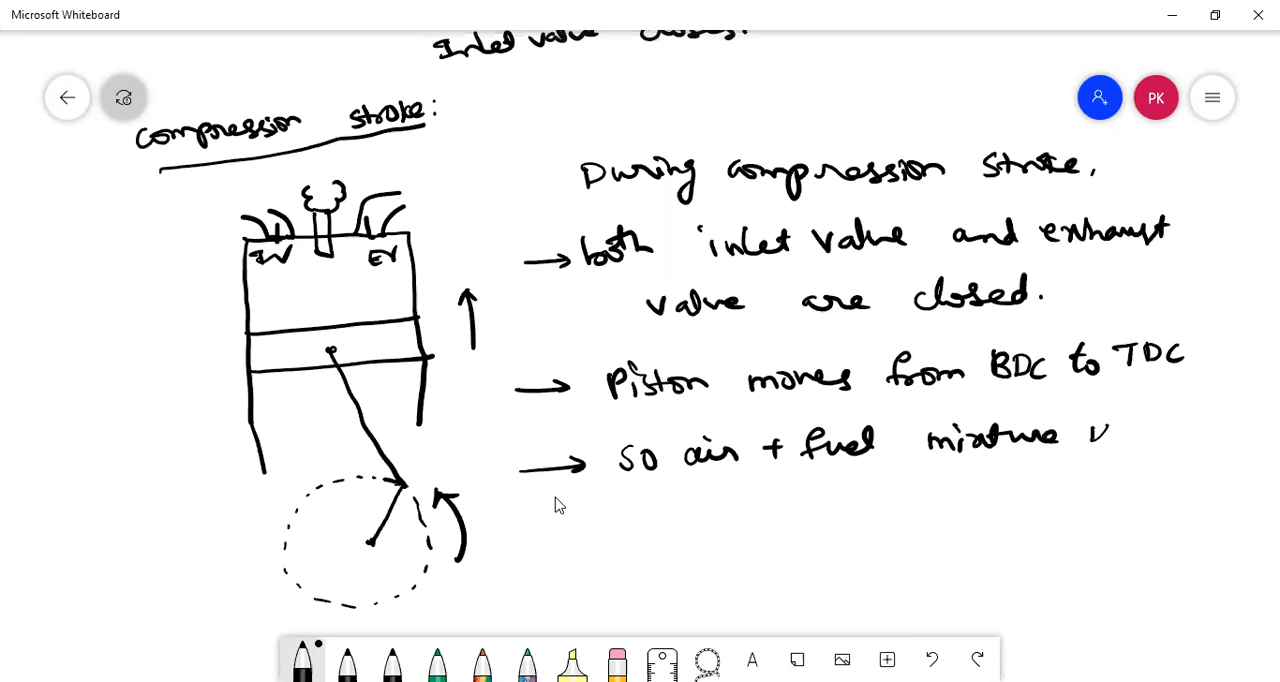 Microsoft Whiteboard
Inlet valve closes.
PK
compression stroke:
During compression stroke,
→ both inlet valve and exhaust
valve are closed.
→ Piston moves from BDC to TDC
→ so air + fuel mixture
IV
EV
A